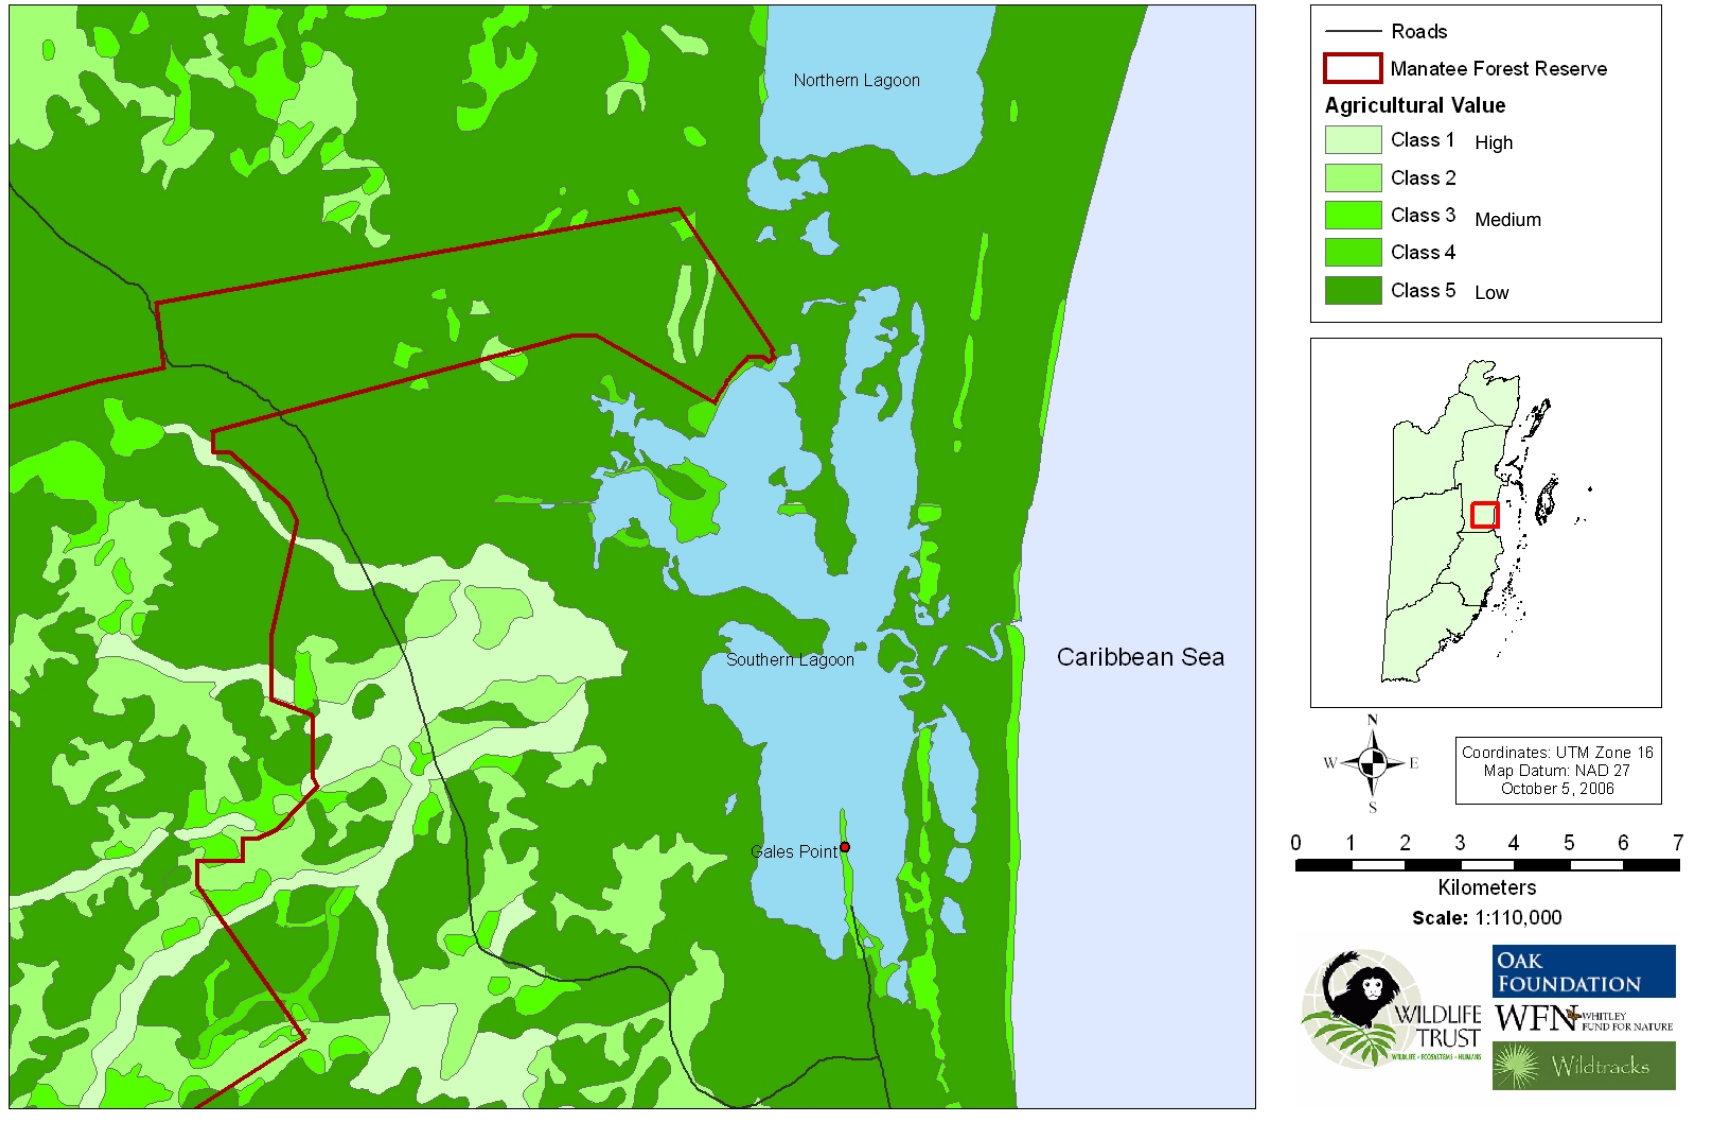 Northern Lagoon
Southern Lagoon
Gales Point
Caribbean Sea
Roads
Manatee Forest Reserve
Agricultural Value
Class 1 High
Class 2
Class 3 Medium
Class 4
Class 5 Low
N
W E
S
Coordinates: UTM Zone 16
Map Datum: NAD 27
October 5, 2006
0 1 2 3 4 5 6 7
Kilometers
Scale: 1:110,000
WILDLIFE
TRUST
WILDLIFE • ECOSYSTEMS • HUMANS
OAK
FOUNDATION
WFN WHITLEY
FUND FOR NATURE
Wildtracks